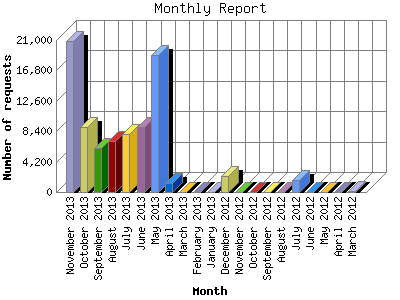 Monthly Report
Number of requests
21,000
16,800
12,600
8,400
4,200
0
November 2013
October 2013
September 2013
August 2013
July 2013
June 2013
May 2013
April 2013
March 2013
February 2013
January 2013
December 2012
November 2012
October 2012
September 2012
August 2012
July 2012
June 2012
May 2012
April 2012
March 2012
Month